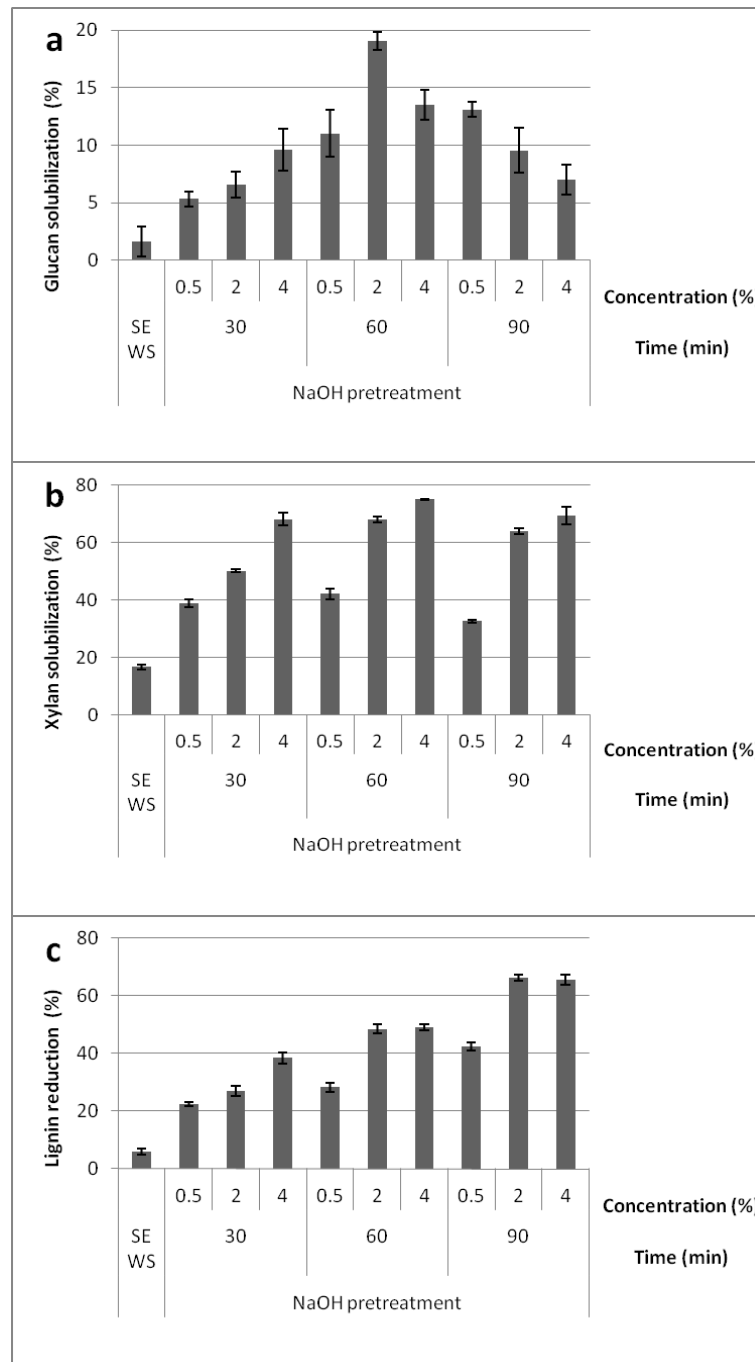 a
Glucan solubilization (%)
20
15
10
5
0
0.5 2 4 0.5 2 4 0.5 2 4
Concentration (%
SE WS
30 60 90
Time (min)
NaOH pretreatment
b
Xylan solubilization (%)
80
60
40
20
0
0.5 2 4 0.5 2 4 0.5 2 4
Concentration (%
SE WS
30 60 90
Time (min)
NaOH pretreatment
c
Lignin reduction (%)
80
60
40
20
0
0.5 2 4 0.5 2 4 0.5 2 4
Concentration (%)
SE WS
30 60 90
Time (min)
NaOH pretreatment